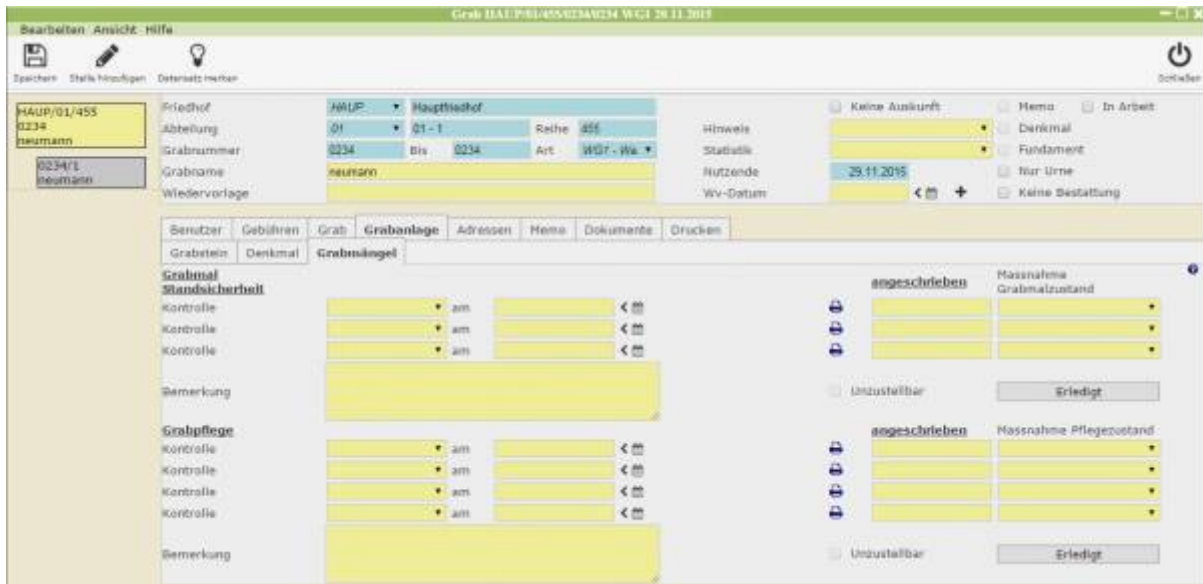 Grab HAUP/01/455/0234/0234 WG1 29.11.2015
Bearbeiten Ansicht Hilfe
Speichern Stelle hinzufügen Datensatz merken Schließen
HAUP/01/455
0234
neumann
0234/1
neumann
Friedhof HAUP Hauptfriedhof Keine Auskunft Memo In Arbeit
Abteilung 01 01 - 1 Reihe 455 Hinweis Denkmal
Grabnummer 0234 Bis 0234 Art WG1 - Wa Statistik Fundament
Grabname neumann Nutzende 29.11.2015 Nur Urne
Wiedervorlage Wv-Datum Keine Bestattung
Benutzer Gebühren Grab Grabanlage Adressen Memo Dokumente Drucken
Grabstein Denkmal Grabmängel
Grabmal
Standsicherheit angeschrieben Massnahme
Grabmalzustand
Kontrolle am
Kontrolle am
Kontrolle am
Bemerkung Unzustellbar Erledigt
Grabpflege angeschrieben Massnahme Pflegezustand
Kontrolle am
Kontrolle am
Kontrolle am
Kontrolle am
Bemerkung Unzustellbar Erledigt